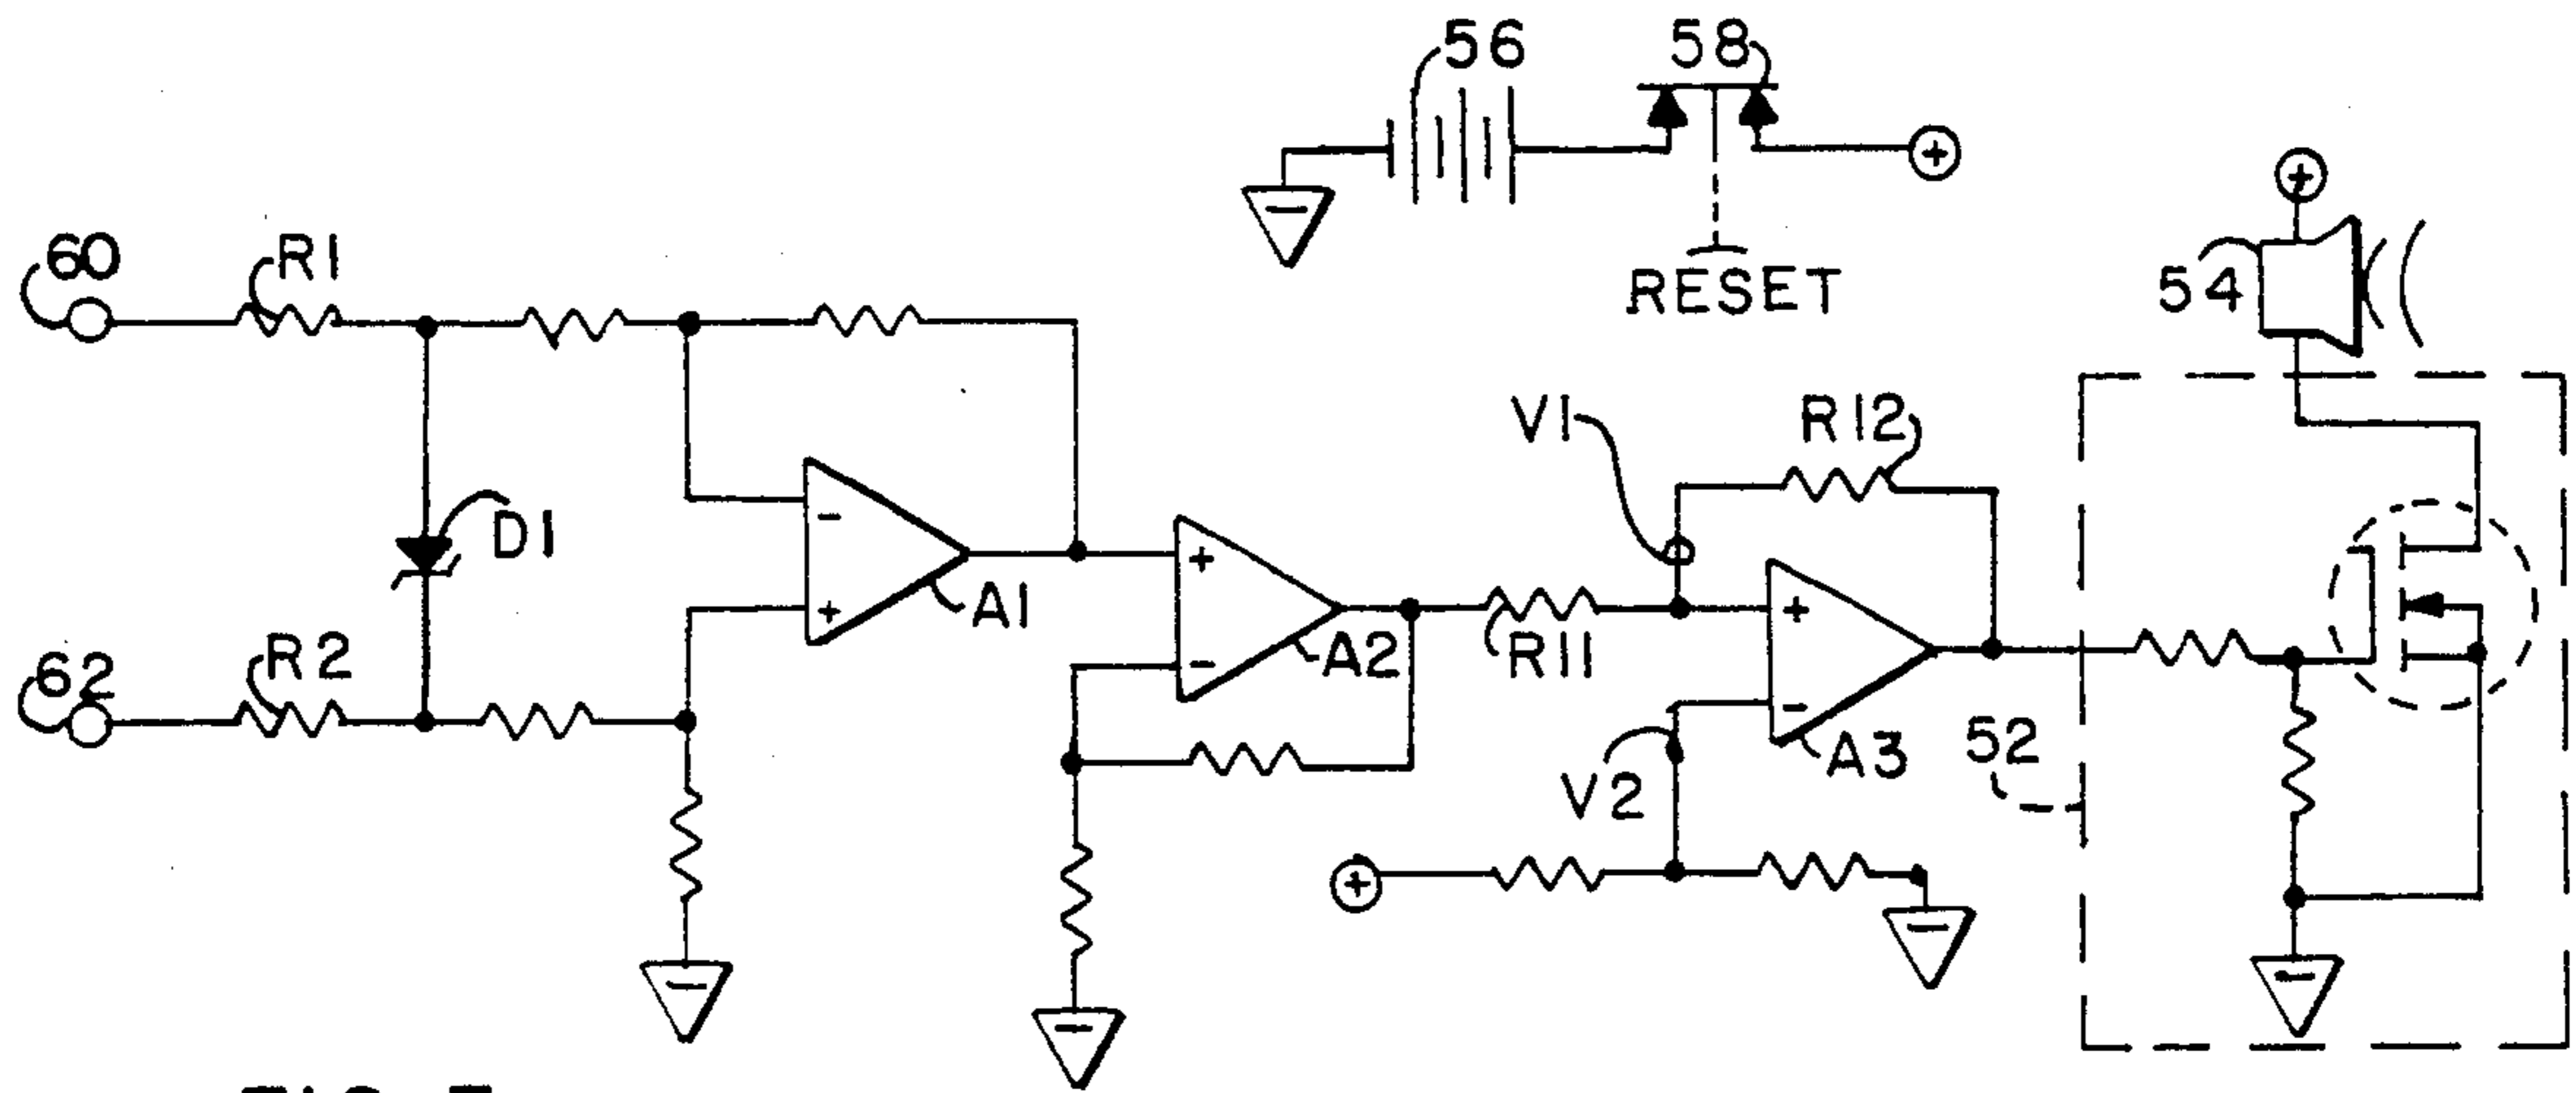 56
58
60
R1
RESET
54
+
+
D1
V1
R12
-
+
A1
+
-
A2
R11
+
-
A3
62
R2
V2
52
+